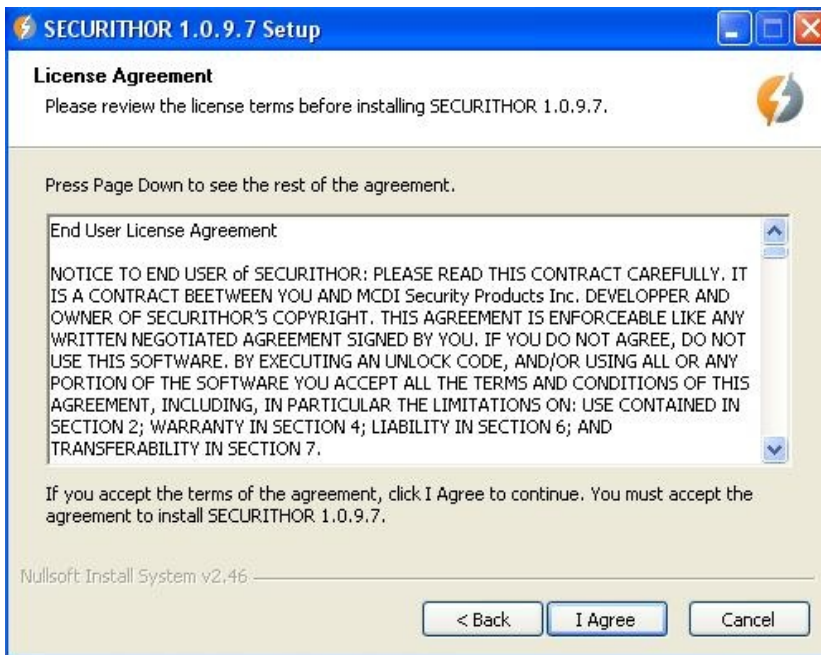 SECURITHOR 1.0.9.7 Setup
License Agreement
Please review the license terms before installing SECURITHOR 1.0.9.7.
Press Page Down to see the rest of the agreement.
End User License Agreement
NOTICE TO END USER of SECURITHOR: PLEASE READ THIS CONTRACT CAREFULLY. IT
IS A CONTRACT BEETWEEN YOU AND MCDI Security Products Inc. DEVELOPPER AND
OWNER OF SECURITHOR'S COPYRIGHT. THIS AGREEMENT IS ENFORCEABLE LIKE ANY
WRITTEN NEGOTIATED AGREEMENT SIGNED BY YOU. IF YOU DO NOT AGREE, DO NOT
USE THIS SOFTWARE. BY EXECUTING AN UNLOCK CODE, AND/OR USING ALL OR ANY
PORTION OF THE SOFTWARE YOU ACCEPT ALL THE TERMS AND CONDITIONS OF THIS
AGREEMENT, INCLUDING, IN PARTICULAR THE LIMITATIONS ON: USE CONTAINED IN
SECTION 2; WARRANTY IN SECTION 4; LIABILITY IN SECTION 6; AND
TRANSFERABILITY IN SECTION 7.
If you accept the terms of the agreement, click I Agree to continue. You must accept the
agreement to install SECURITHOR 1.0.9.7.
Nullsoft Install System v2.46
< Back I Agree Cancel